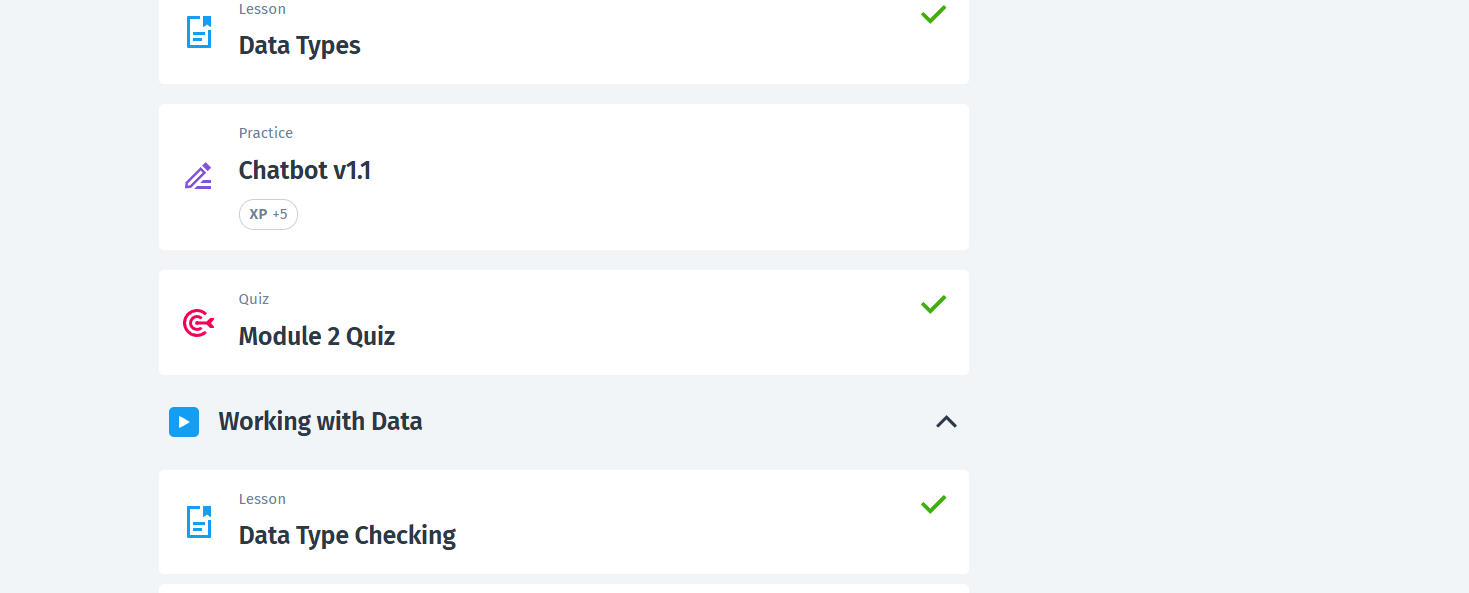 Lesson
Data Types
Practice
Chatbot v1.1
XP +5
Quiz
Module 2 Quiz
Working with Data
Lesson
Data Type Checking